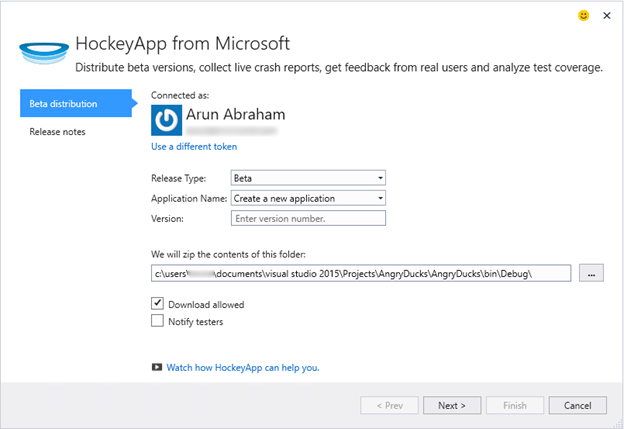 HockeyApp from Microsoft
Distribute beta versions, collect live crash reports, get feedback from real users and analyze test coverage.
Beta distribution
Release notes
Connected as:
Arun Abraham
Use a different token
Release Type: Beta
Application Name: Create a new application
Version: Enter version number.
We will zip the contents of this folder:
c:\users\ \documents\visual studio 2015\Projects\AngryDucks\AngryDucks\bin\Debug\ ...
Download allowed
Notify testers
Watch how HockeyApp can help you.
< Prev Next > Finish Cancel